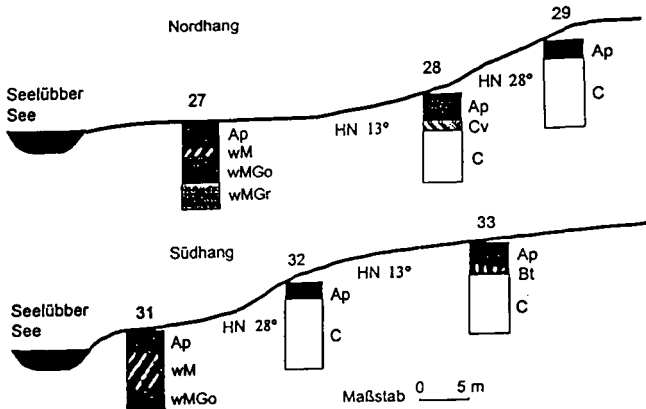 Nordhang
29
Ap
C
HN 28°
28
Ap
Cv
C
HN 13°
27
Ap
wM
wMGo
wMGr
Seelübber
See
Südhang
33
Ap
Bt
C
HN 13°
32
Ap
C
HN 28°
31
Ap
wM
wMGo
Seelübber
See
Maßstab 0 5 m